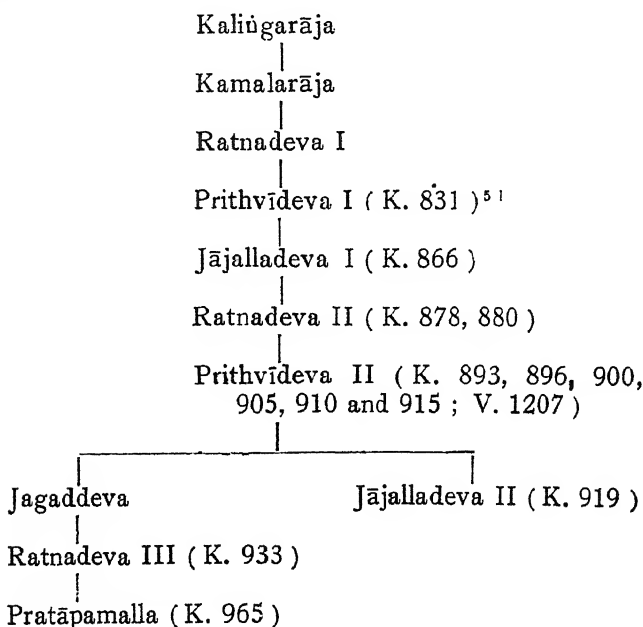 Kaliṅgarāja
Kamalarāja
Ratnadeva I
Prithvīdeva I ( K. 831 )⁵¹
Jājalladeva I ( K. 866 )
Ratnadeva II ( K. 878, 880 )
Prithvīdeva II ( K. 893, 896, 900,
905, 910 and 915 ; V. 1207 )
Jagaddeva Jājalladeva II ( K. 919 )
Ratnadeva III ( K. 933 )
Pratāpamalla ( K. 965 )